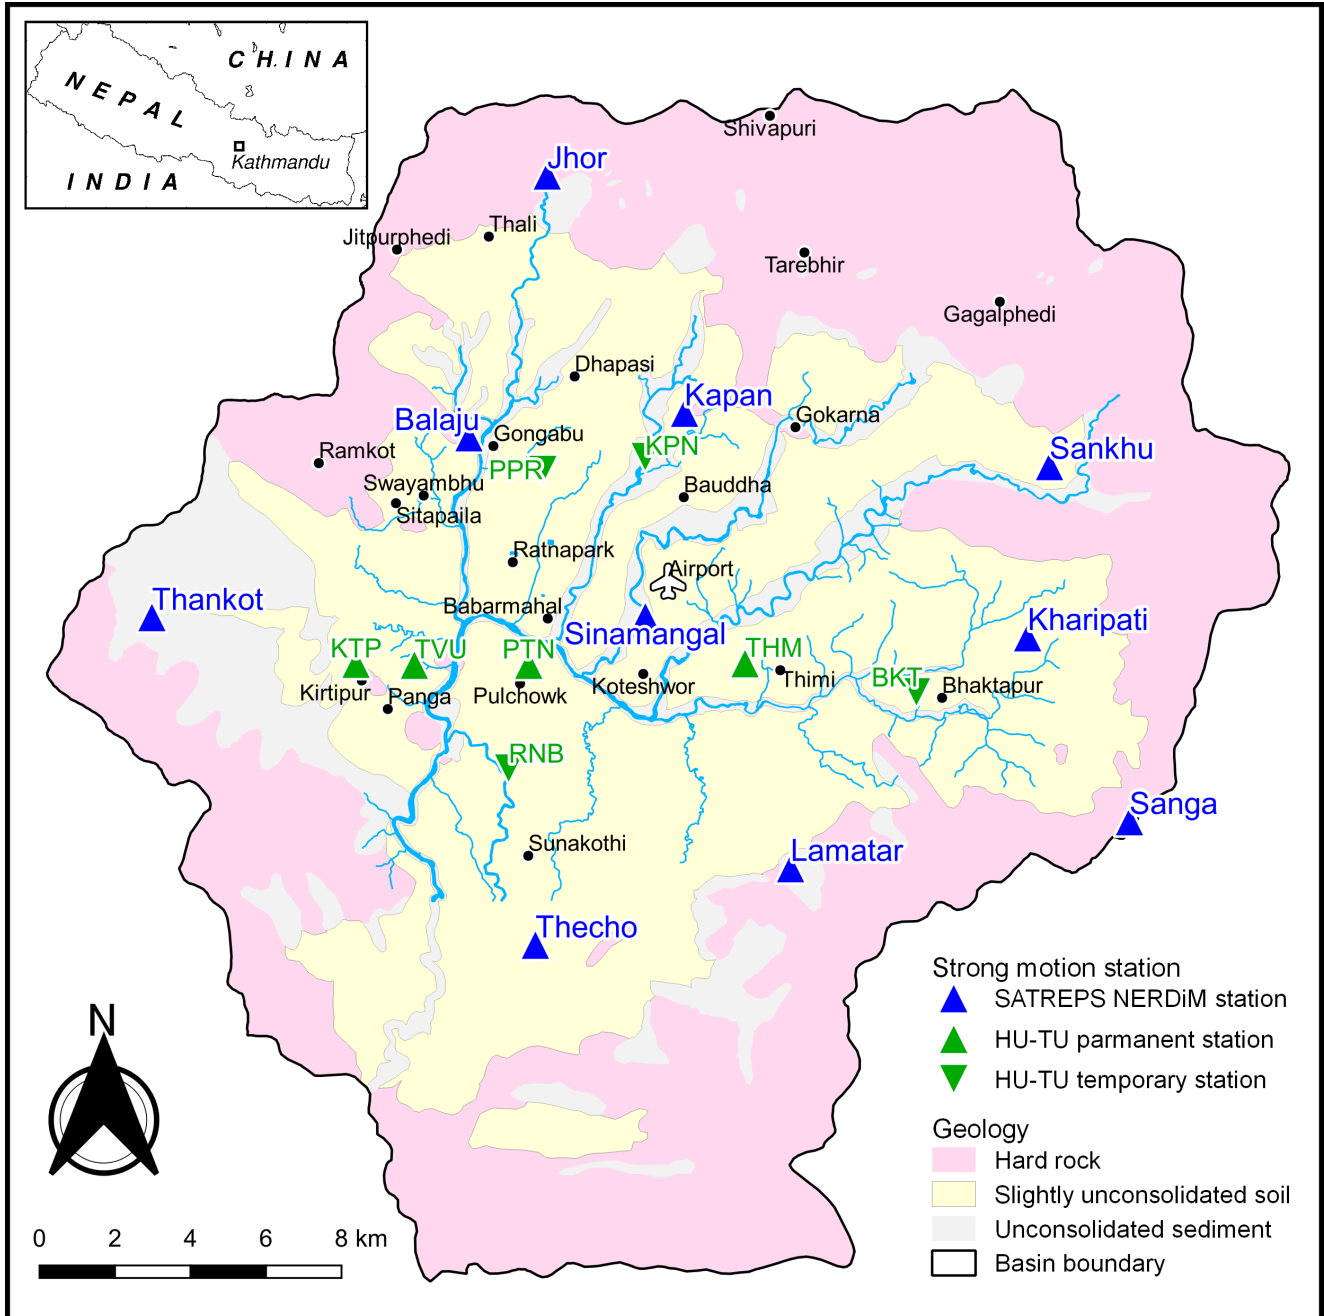 CHINA
NEPAL
Kathmandu
INDIA
Shivapuri
Jhor
Thali
Jitpurphedi
Tarebhir
Gagalphedi
Dhapasi
Kapan
Balaju
Gokarna
Gongabu
KPN
Ramkot
Sankhu
PPR
Swayambhu
Bauddha
Sitapaila
Ratnapark
Airport
Thankot
Babarmahal
Kharipati
Sinamangal
KTP
TVU
PTN
THM
Thimi
BKT
Koteshwor
Bhaktapur
Kirtipur
Panga
Pulchowk
RNB
Sanga
Sunakothi
Lamatar
Thecho
Strong motion station
SATREPS NERDiM station
HU-TU parmanent station
HU-TU temporary station
Geology
Hard rock
Slightly unconsolidated soil
Unconsolidated sediment
Basin boundary
N
0 2 4 6 8 km